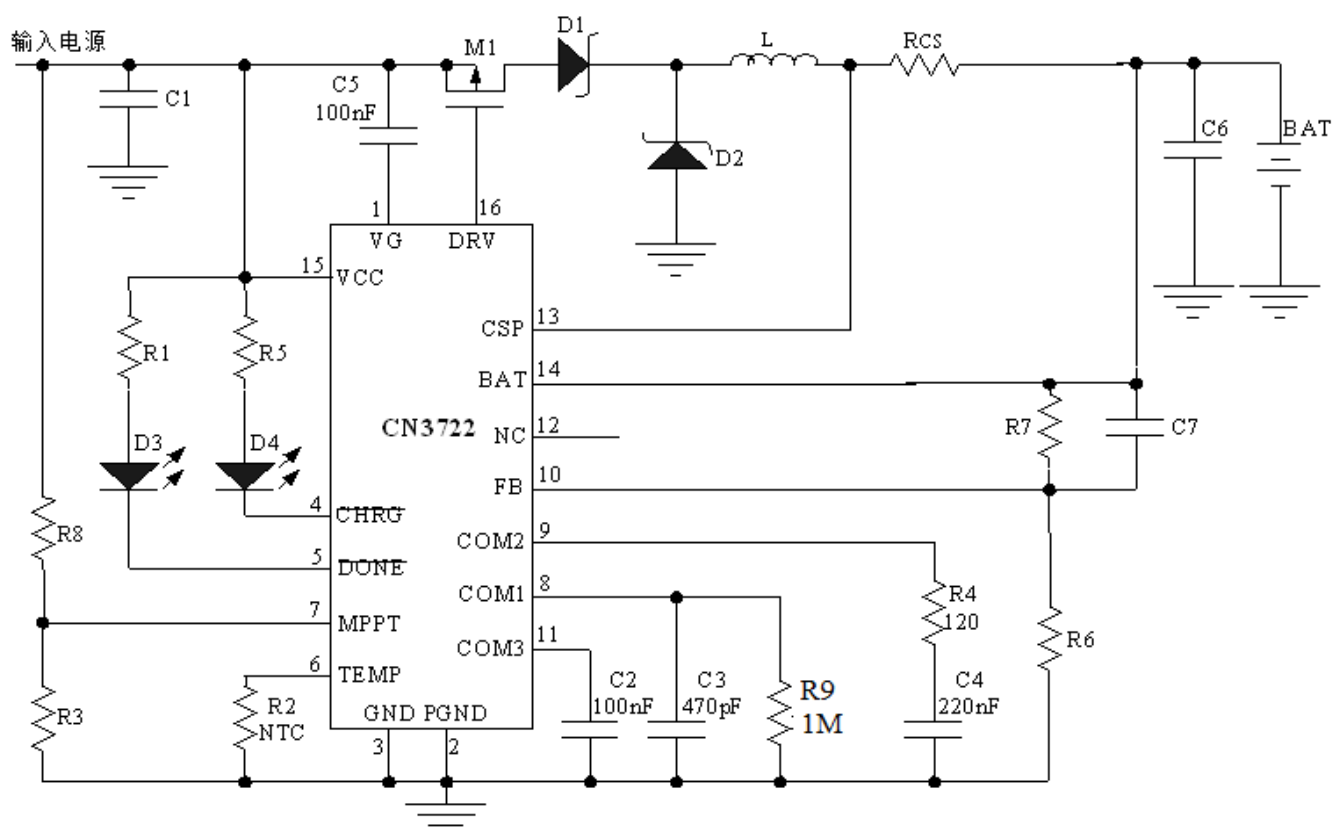 输入电源
D1
L
RCS
M1
C1
C5
100nF
C6
BAT
D2
1
16
VG
DRV
15
VCC
R1
R5
CSP
13
BAT
14
CN3722
NC
12
R7
C7
D3
D4
FB
10
4
CHRG
R8
COM2
9
5
DONE
COM1
8
R4
120
7
MPPT
COM3
11
R6
6
TEMP
C2
100nF
C3
470pF
R9
1M
C4
220nF
R3
R2
NTC
GND PGND
3
2